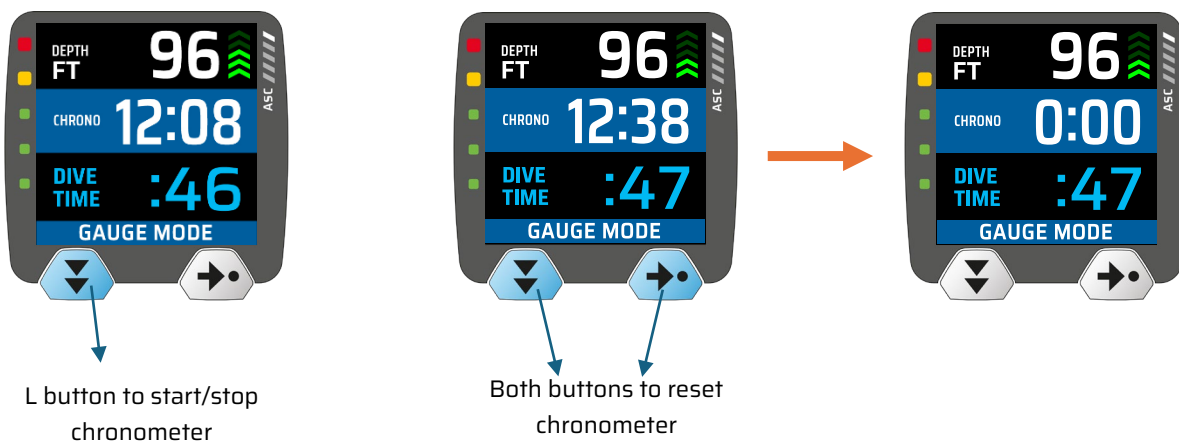 DEPTH
FT
96
ASC
CHRONO
12:08
DIVE
TIME
:46
GAUGE MODE
L button to start/stop
chronometer
DEPTH
FT
96
ASC
CHRONO
12:38
DIVE
TIME
:47
GAUGE MODE
Both buttons to reset
chronometer
DEPTH
FT
96
ASC
CHRONO
0:00
DIVE
TIME
:47
GAUGE MODE